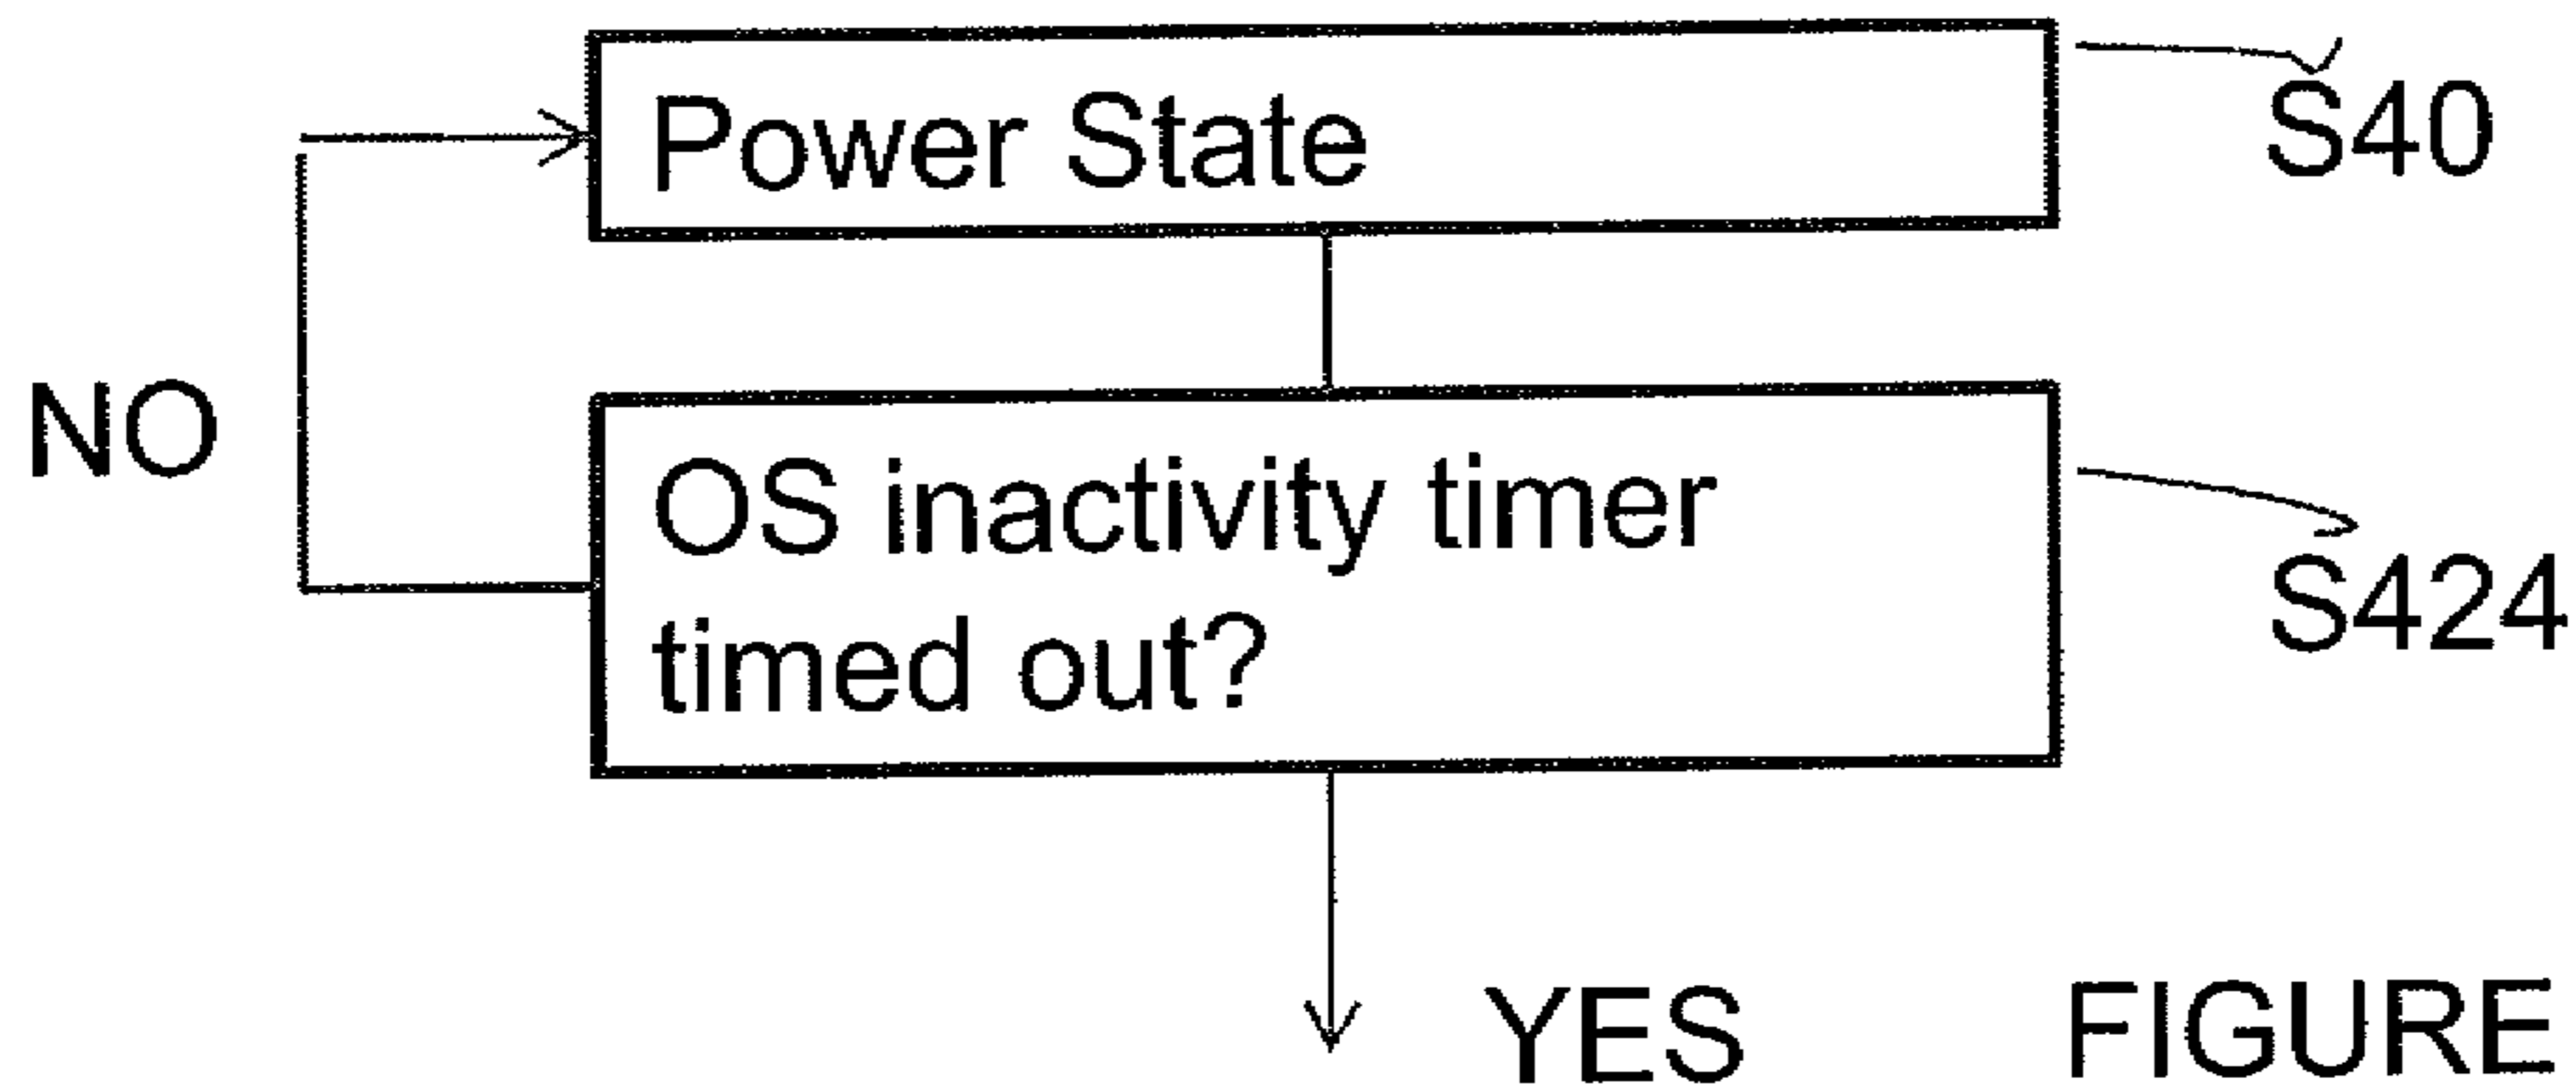 Power State
S40
NO
OS inactivity timer
timed out?
S424
YES
FIGURE